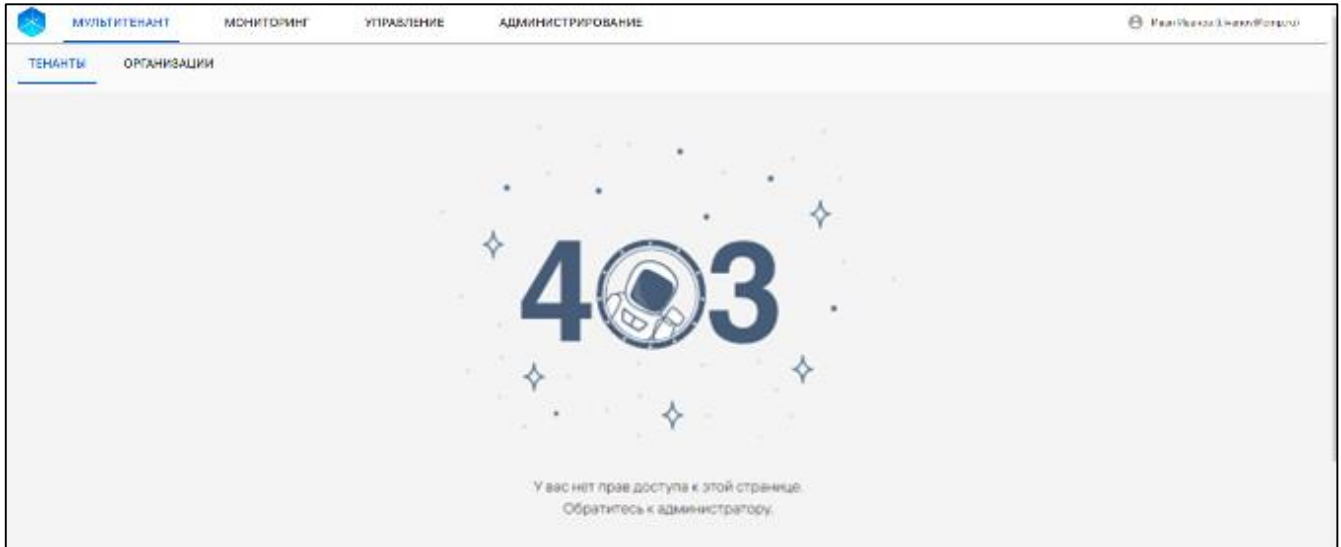 МУЛЬТИТЕНАНТ МОНИТОРИНГ УПРАВЛЕНИЕ АДМИНИСТРИРОВАНИЕ
ТЕНАНТЫ ОРГАНИЗАЦИИ
403
У вас нет прав доступа к этой странице.
Обратитесь к администратору.